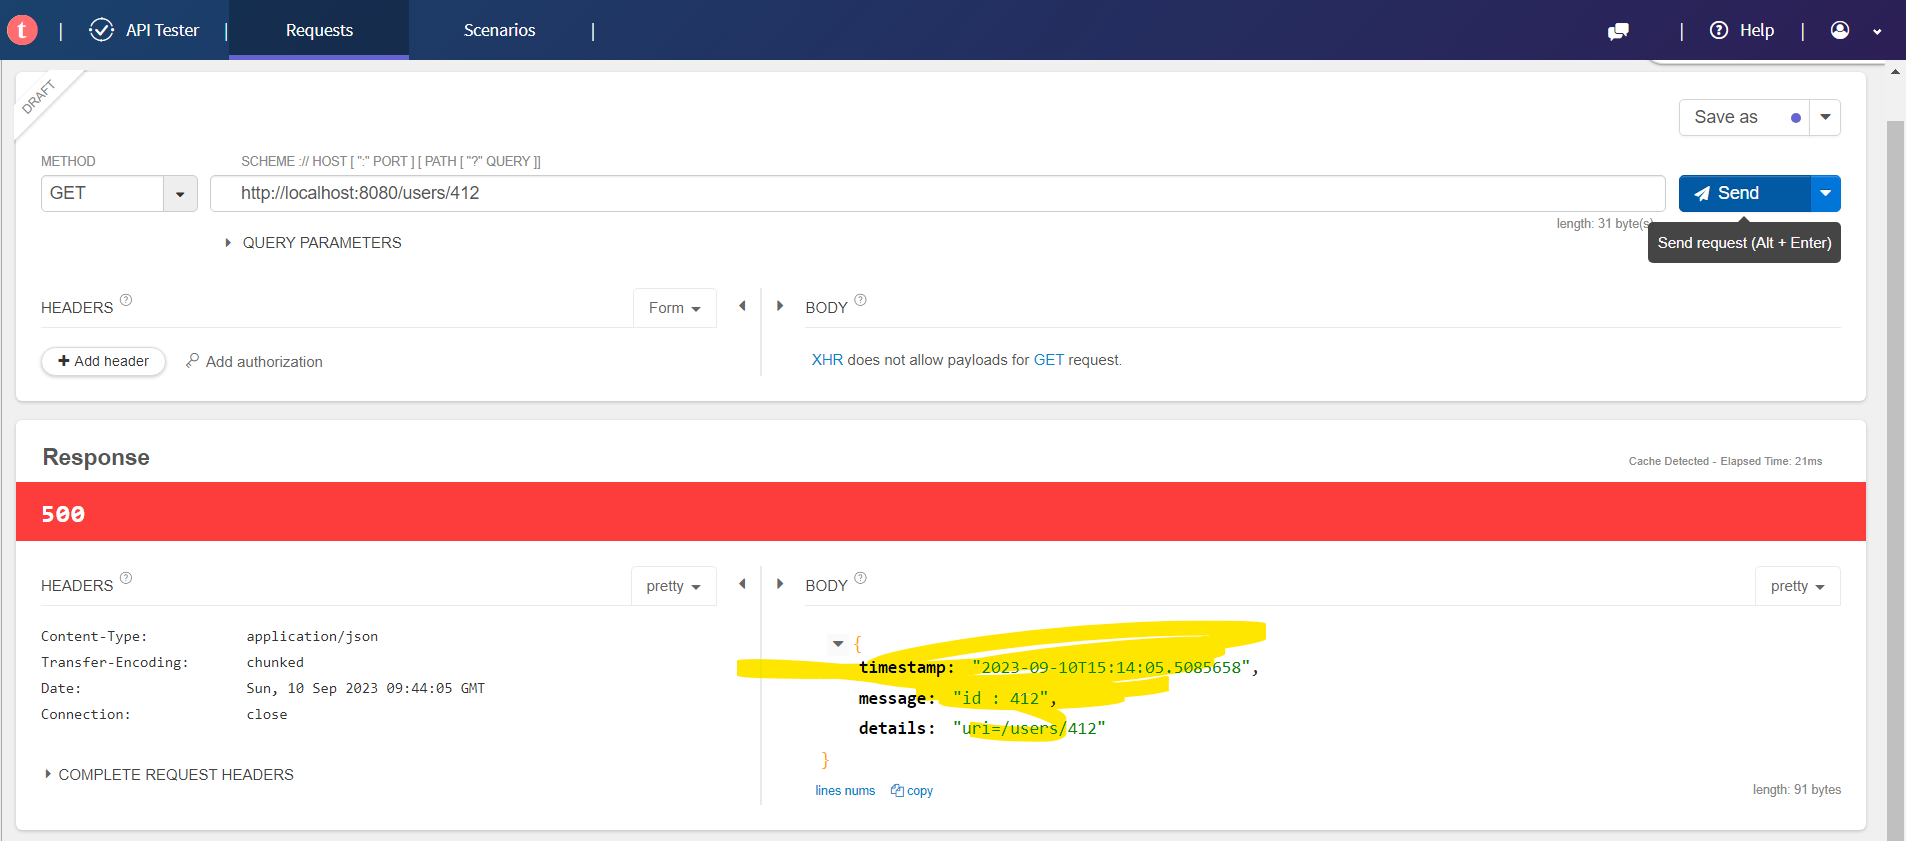 t | API Tester | Requests Scenarios | | Help |
DRAFT
Save as
METHOD SCHEME :// HOST [ ":" PORT ] [ PATH [ "?" QUERY ]]
GET http://localhost:8080/users/412 Send
length: 31 byte(s)
QUERY PARAMETERS Send request (Alt + Enter)
HEADERS ? Form BODY ?
+ Add header Add authorization XHR does not allow payloads for GET request.
Response
Cache Detected - Elapsed Time: 21ms
500
HEADERS ? pretty BODY ? pretty
Content-Type: application/json
Transfer-Encoding: chunked
Date: Sun, 10 Sep 2023 09:44:05 GMT
Connection: close
COMPLETE REQUEST HEADERS
{
timestamp: "2023-09-10T15:14:05.5085658",
message: "id : 412",
details: "uri=/users/412"
}
lines nums copy length: 91 bytes